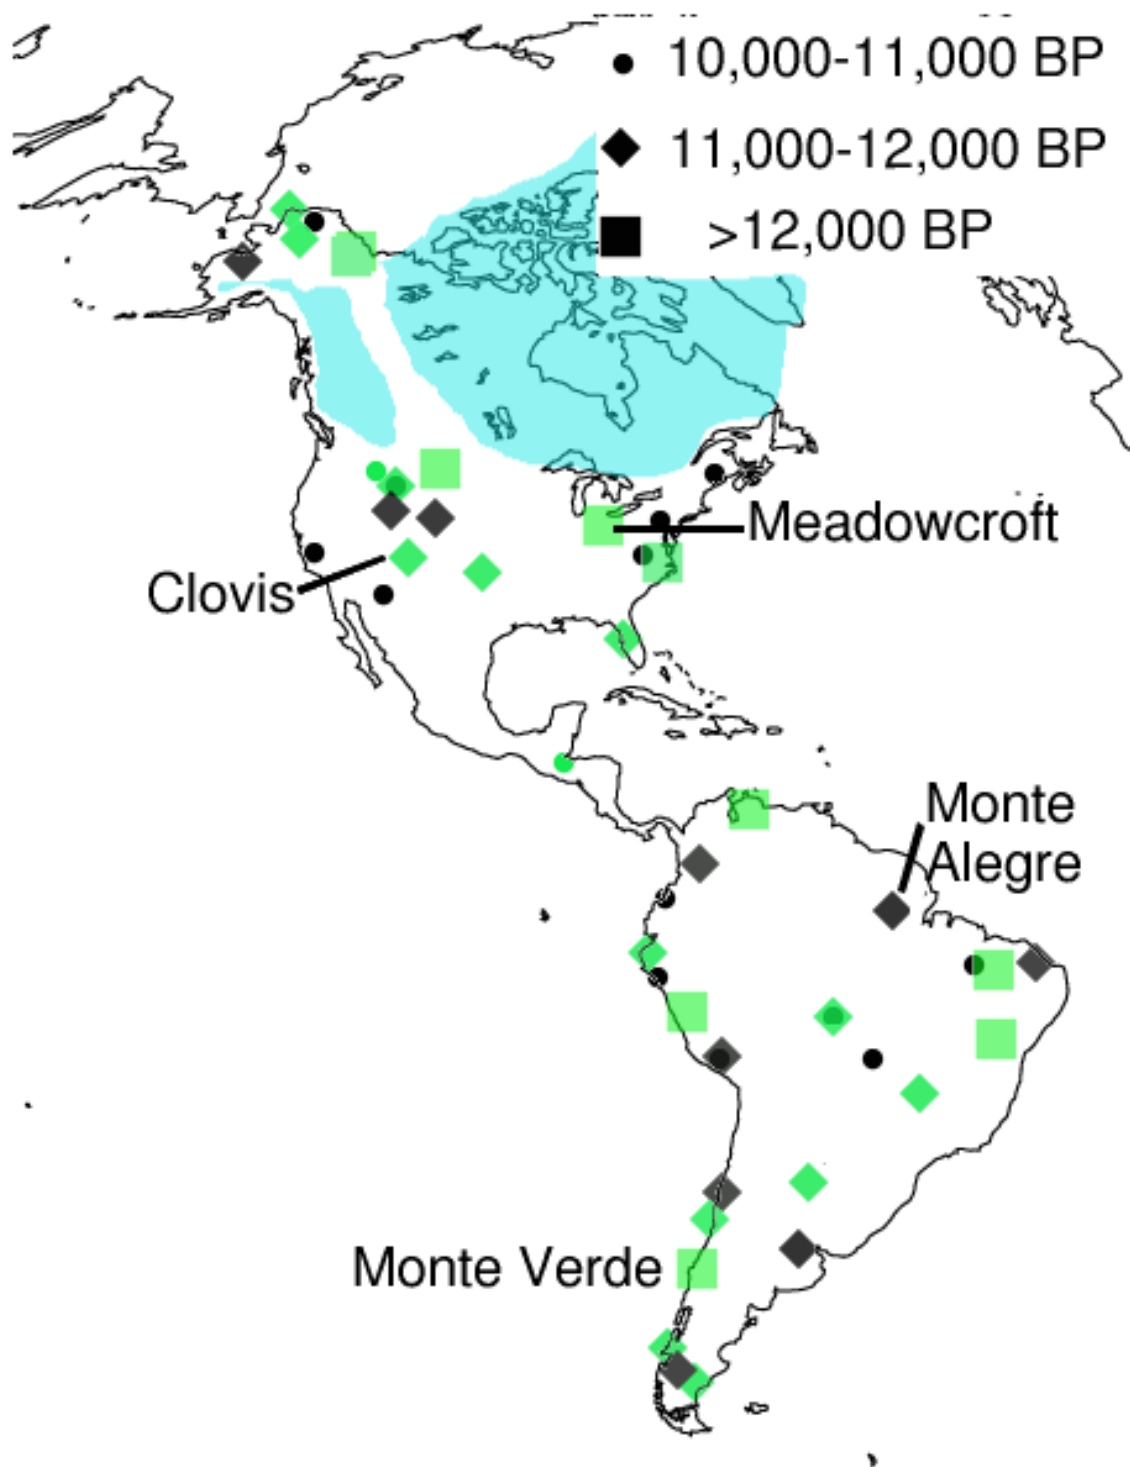 10,000-11,000 BP
11,000-12,000 BP
>12,000 BP
Meadowcroft
Clovis
Monte
Alegre
Monte Verde